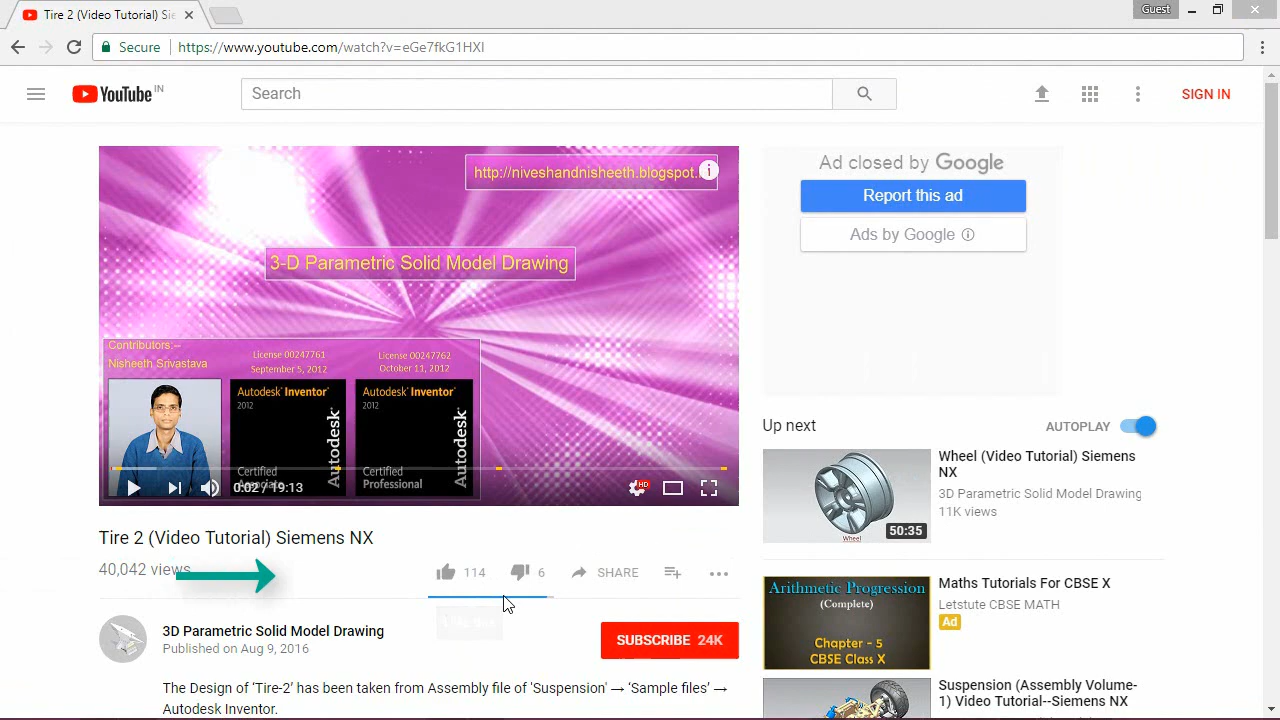 Tire 2 (Video Tutorial) Sie
Guest
Secure
https://www.youtube.com/watch?v=eGe7fkG1HXI
YouTube IN
Search
SIGN IN
http://niveshandnisheeth.blogspot.
3-D Parametric Solid Model Drawing
Contributors:--
Nisheeth Srivastava
License 00247761
September 5, 2012
License 00247762
October 11, 2012
Autodesk Inventor
2012
Autodesk
Certified
Associate
Autodesk Inventor
2012
Autodesk
Certified
Professional
0:02 / 19:13
HD
Tire 2 (Video Tutorial) Siemens NX
40,042 views
114
6
SHARE
3D Parametric Solid Model Drawing
Published on Aug 9, 2016
SUBSCRIBE 24K
The Design of 'Tire-2' has been taken from Assembly file of 'Suspension' → 'Sample files' →
Autodesk Inventor.
Ad closed by Google
Report this ad
Ads by Google
Up next
AUTOPLAY
Wheel
50:35
Wheel (Video Tutorial) Siemens
NX
3D Parametric Solid Model Drawing
11K views
Arithmetic Progression
(Complete)
Chapter - 5
CBSE Class X
Maths Tutorials For CBSE X
Letstute CBSE MATH
Ad
Suspension (Assembly Volume-
1) Video Tutorial--Siemens NX